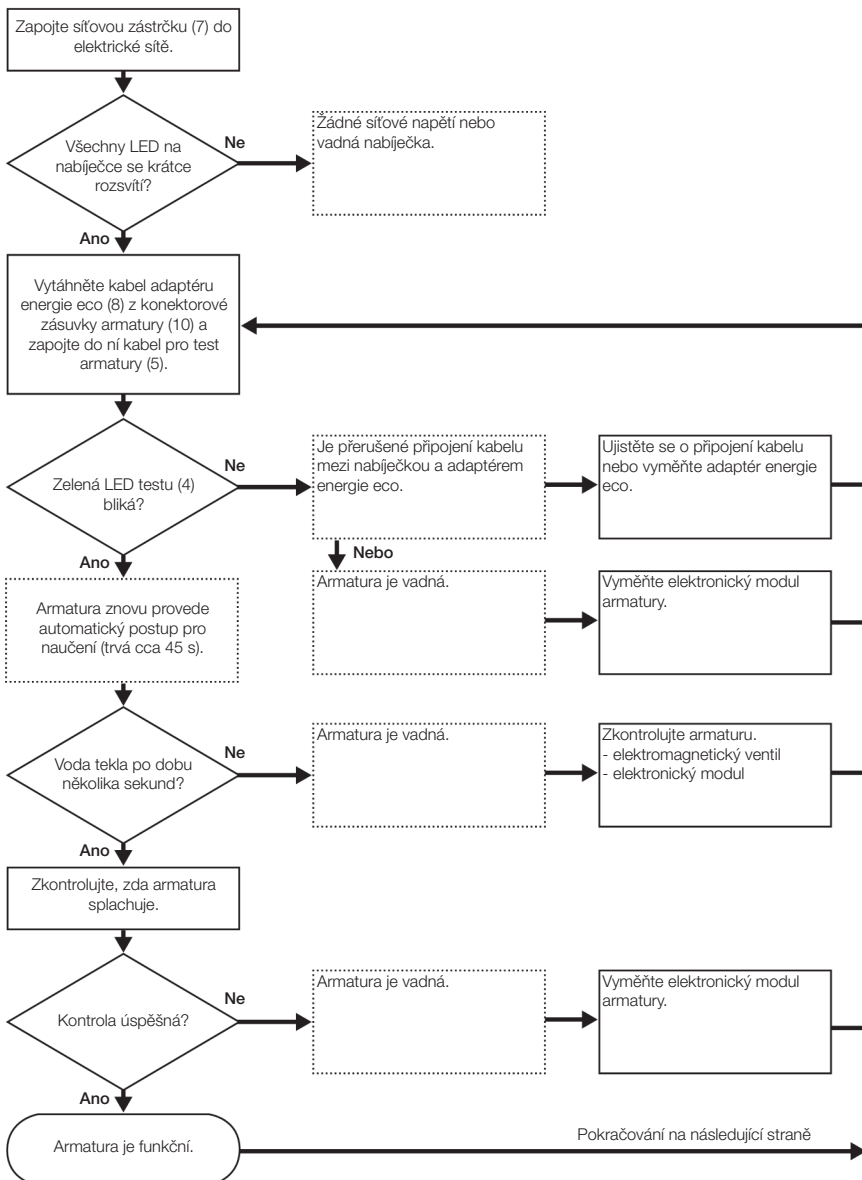 Zapojte síťovou zástrčku (7) do
elektrické sítě.
Všechny LED na
nabíječce se krátce
rozsvítí?
Ne
Žádné síťové napětí nebo
vadná nabíječka.
Ano
Vytáhněte kabel adaptéru
energie eco (8) z konektorové
zásuvky armatury (10) a
zapojte do ní kabel pro test
armatury (5).
Zelená LED testu (4)
bliká?
Ne
Je přerušené připojení kabelu
mezi nabíječkou a adaptérem
energie eco.
Ujistěte se o připojení kabelu
nebo vyměňte adaptér energie
eco.
Nebo
Armatura je vadná.
Vyměňte elektronický modul
armatury.
Ano
Armatura znovu provede
automatický postup pro
naučení (trvá cca 45 s).
Voda tekla po dobu
několika sekund?
Ne
Armatura je vadná.
Zkontrolujte armaturu.
- elektromagnetický ventil
- elektronický modul
Ano
Zkontrolujte, zda armatura
splachuje.
Kontrola úspěšná?
Ne
Armatura je vadná.
Vyměňte elektronický modul
armatury.
Ano
Armatura je funkční.
Pokračování na následující straně